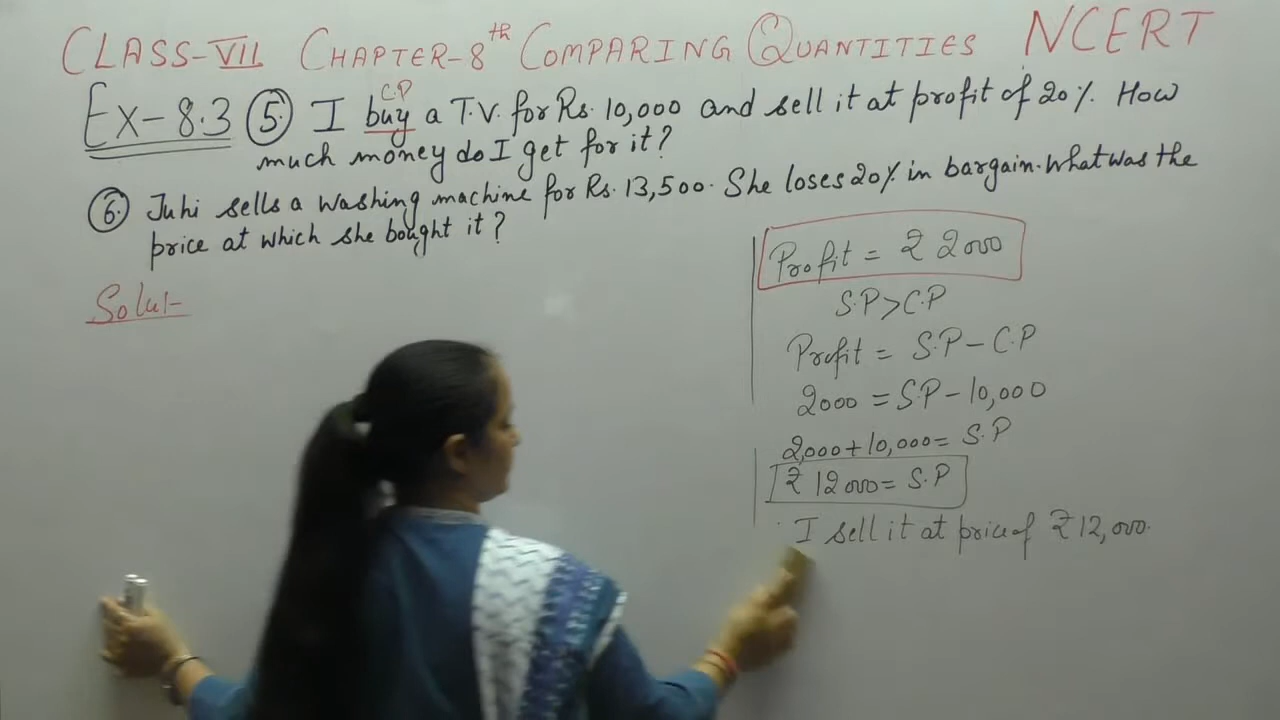 CLASS-VII CHAPTER-8th COMPARING QUANTITIES NCERT
C.P
Ex-8.3 5. I buy a T.V. for Rs. 10,000 and sell it at profit of 20%. How
much money do I get for it?
6. Juhi sells a washing machine for Rs. 13,500. She loses 20% in bargain. What was the
price at which she bought it?
Solu:-
Profit = ₹ 2000
S.P > C.P
Profit = S.P - C.P
2000 = S.P - 10,000
2,000 + 10,000 = S.P
₹ 12000 = S.P
I sell it at price of ₹ 12,000.